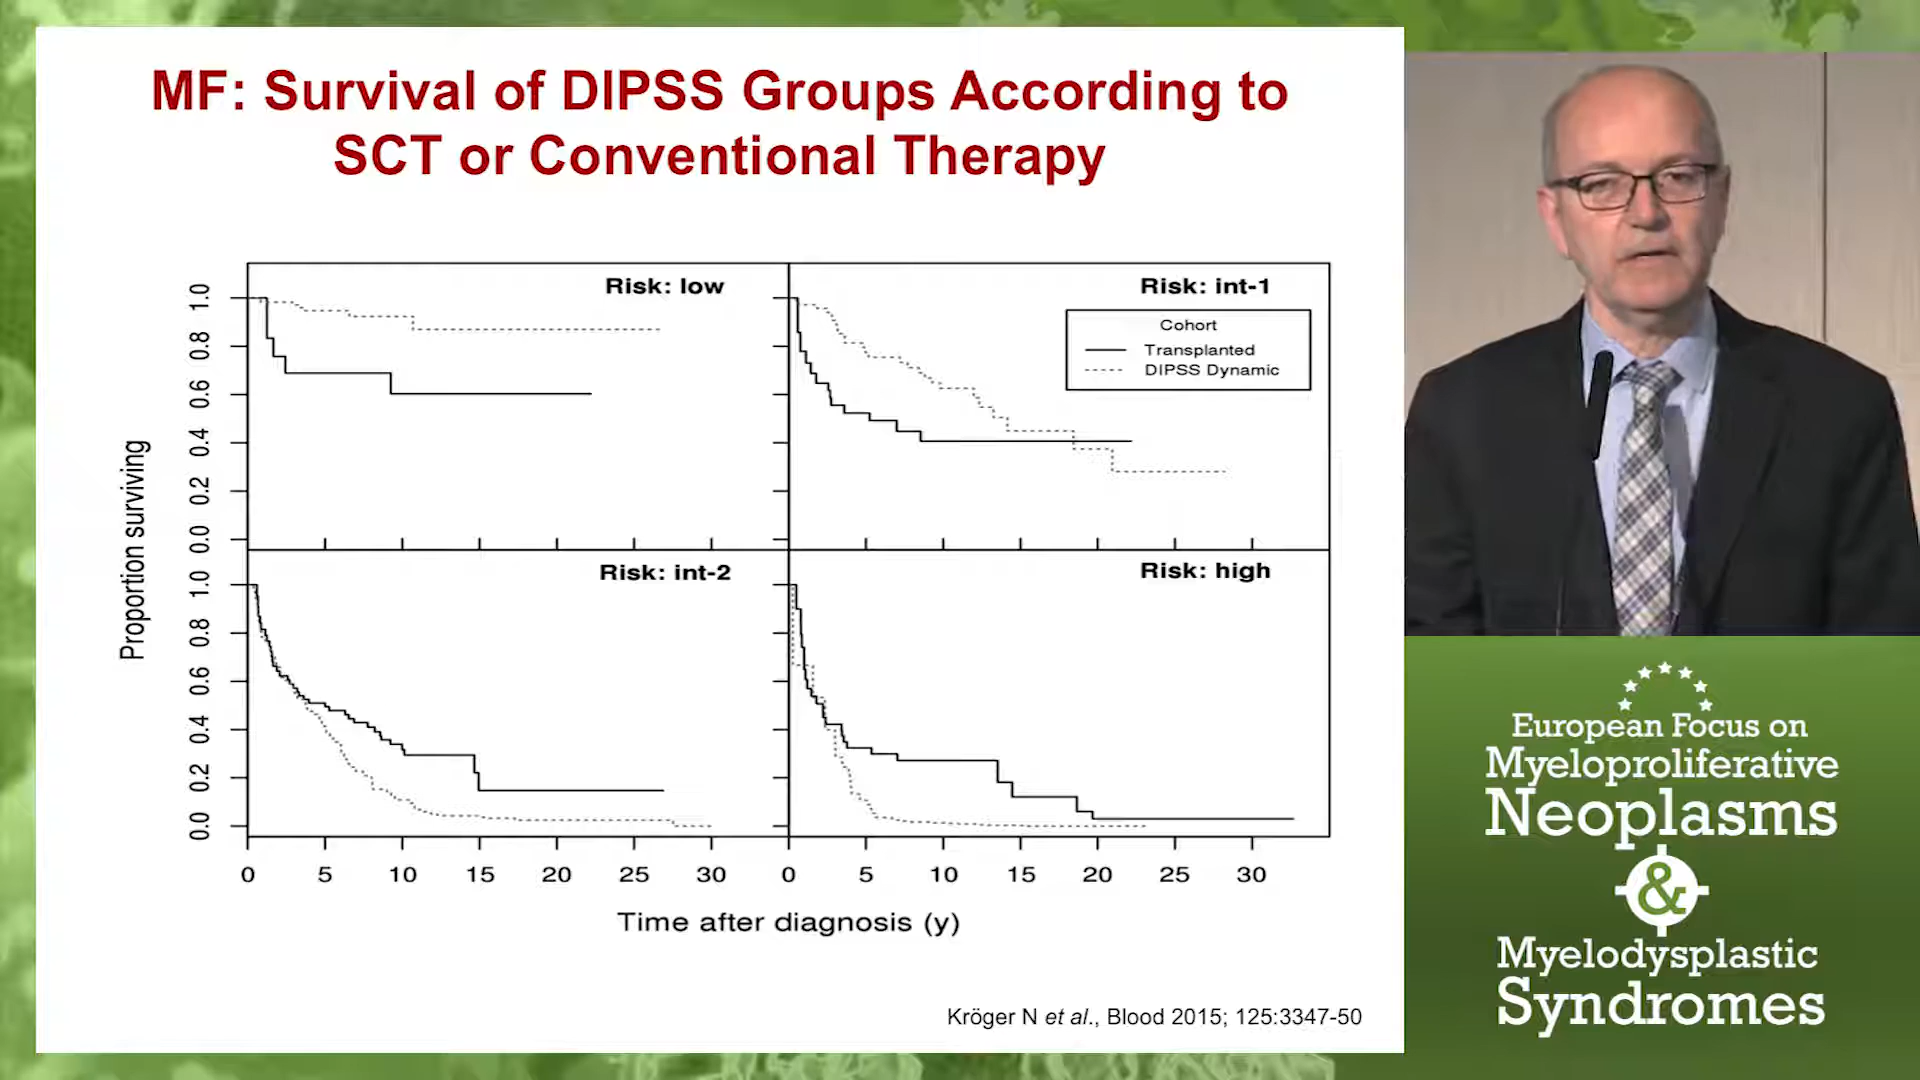 MF: Survival of DIPSS Groups According to
SCT or Conventional Therapy
Proportion surviving
Risk: low
1.0
0.8
0.6
0.4
0.2
0.0
Risk: int-1
Cohort
Transplanted
DIPSS Dynamic
Risk: int-2
1.0
0.8
0.6
0.4
0.2
0.0
Risk: high
0 5 10 15 20 25 30
0 5 10 15 20 25 30
Time after diagnosis (y)
Kröger N et al., Blood 2015; 125:3347-50
European Focus on
Myeloproliferative
Neoplasms
&
Myelodysplastic
Syndromes